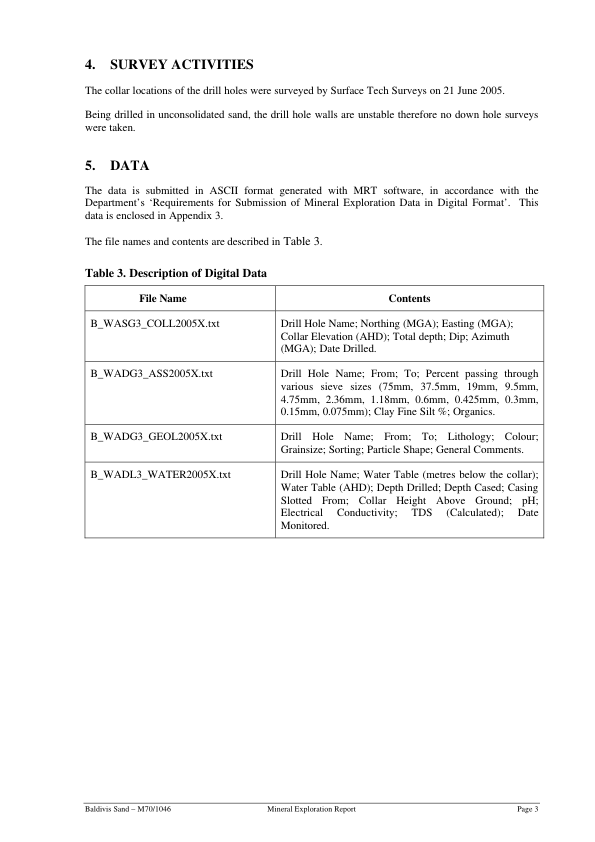 4. SURVEY ACTIVITIES
The collar locations of the drill holes were surveyed by Surface Tech Surveys on 21 June 2005.
Being drilled in unconsolidated sand, the drill hole walls are unstable therefore no down hole surveys
were taken.
5. DATA
The data is submitted in ASCII format generated with MRT software, in accordance with the
Department's ‘Requirements for Submission of Mineral Exploration Data in Digital Format’. This
data is enclosed in Appendix 3.
The file names and contents are described in Table 3.
Table 3. Description of Digital Data
File Name Contents
B_WASG3_COLL2005X.txt Drill Hole Name; Northing (MGA); Easting (MGA);
Collar Elevation (AHD); Total depth; Dip; Azimuth
(MGA); Date Drilled.
B_WADG3_ASS2005X.txt Drill Hole Name; From; To; Percent passing through
various sieve sizes (75mm, 37.5mm, 19mm, 9.5mm,
4.75mm, 2.36mm, 1.18mm, 0.6mm, 0.425mm, 0.3mm,
0.15mm, 0.075mm); Clay Fine Silt %; Organics.
B_WADG3_GEOL2005X.txt Drill Hole Name; From; To; Lithology; Colour;
Grainsize; Sorting; Particle Shape; General Comments.
B_WADL3_WATER2005X.txt Drill Hole Name; Water Table (metres below the collar);
Water Table (AHD); Depth Drilled; Depth Cased; Casing
Slotted From; Collar Height Above Ground; pH;
Electrical Conductivity; TDS (Calculated); Date
Monitored.
Baldivis Sand – M70/1046 Mineral Exploration Report Page 3